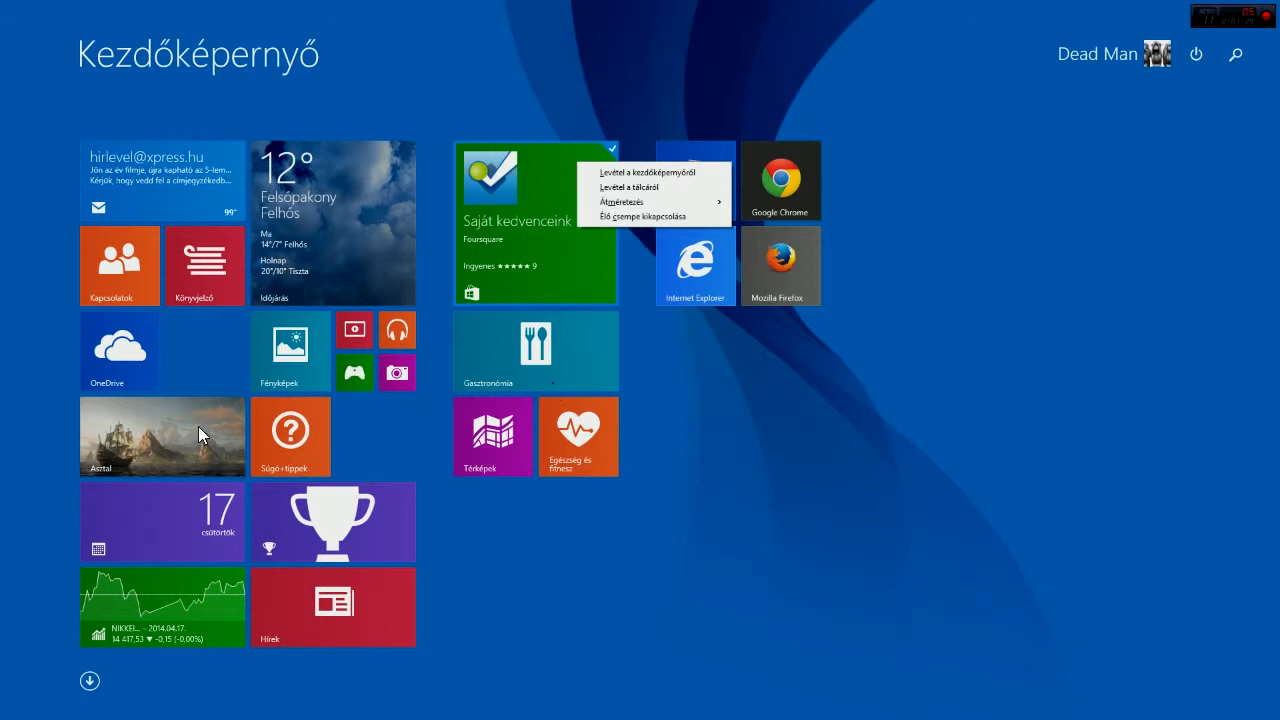 Kezdőképernyő
Dead Man
hirlevel@xpress.hu
Jön az év filmje, újra kapható az 5-lem...
Kérjük, hogy vedd fel a címjegyzékedb...
99⁺
12°
Felsőpakony
Felhős
Ma
14°/7° Felhős
Holnap
20°/10° Tiszta
Időjárás
Kapcsolatok
Könyvjelző
OneDrive
Fényképek
Asztal
Súgó+tippek
17
csütörtök
NIKKEI... – 2014.04.17.
14 417,53 ▼ -0,15 (-0,00%)
Hírek
Saját kedvenceink
Foursquare
Ingyenes ★★★★★ 9
Levétel a kezdőképernyőről
Levétel a tálcáról
Átméretezés
Élő csempe kikapcsolása
Gasztronómia
Térképek
Egészség és
fitnesz
Google Chrome
Internet Explorer
Mozilla Firefox